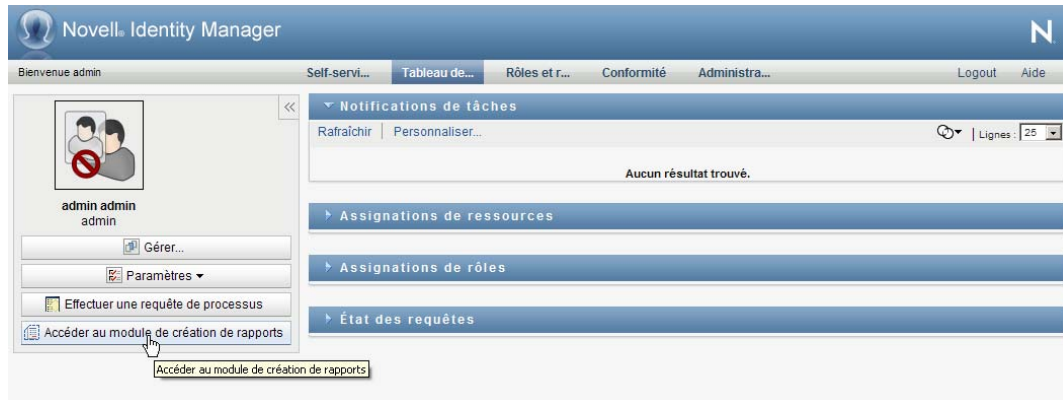 Novell® Identity Manager
N
Bienvenue admin
Self-servi... Tableau de... Rôles et r... Conformité Administra... Logout Aide
Notifications de tâches
Rafraîchir | Personnaliser... | Lignes : 25
Aucun résultat trouvé.
admin admin
admin
Gérer...
Paramètres
Effectuer une requête de processus
Accéder au module de création de rapports
Accéder au module de création de rapports
Assignations de ressources
Assignations de rôles
État des requêtes